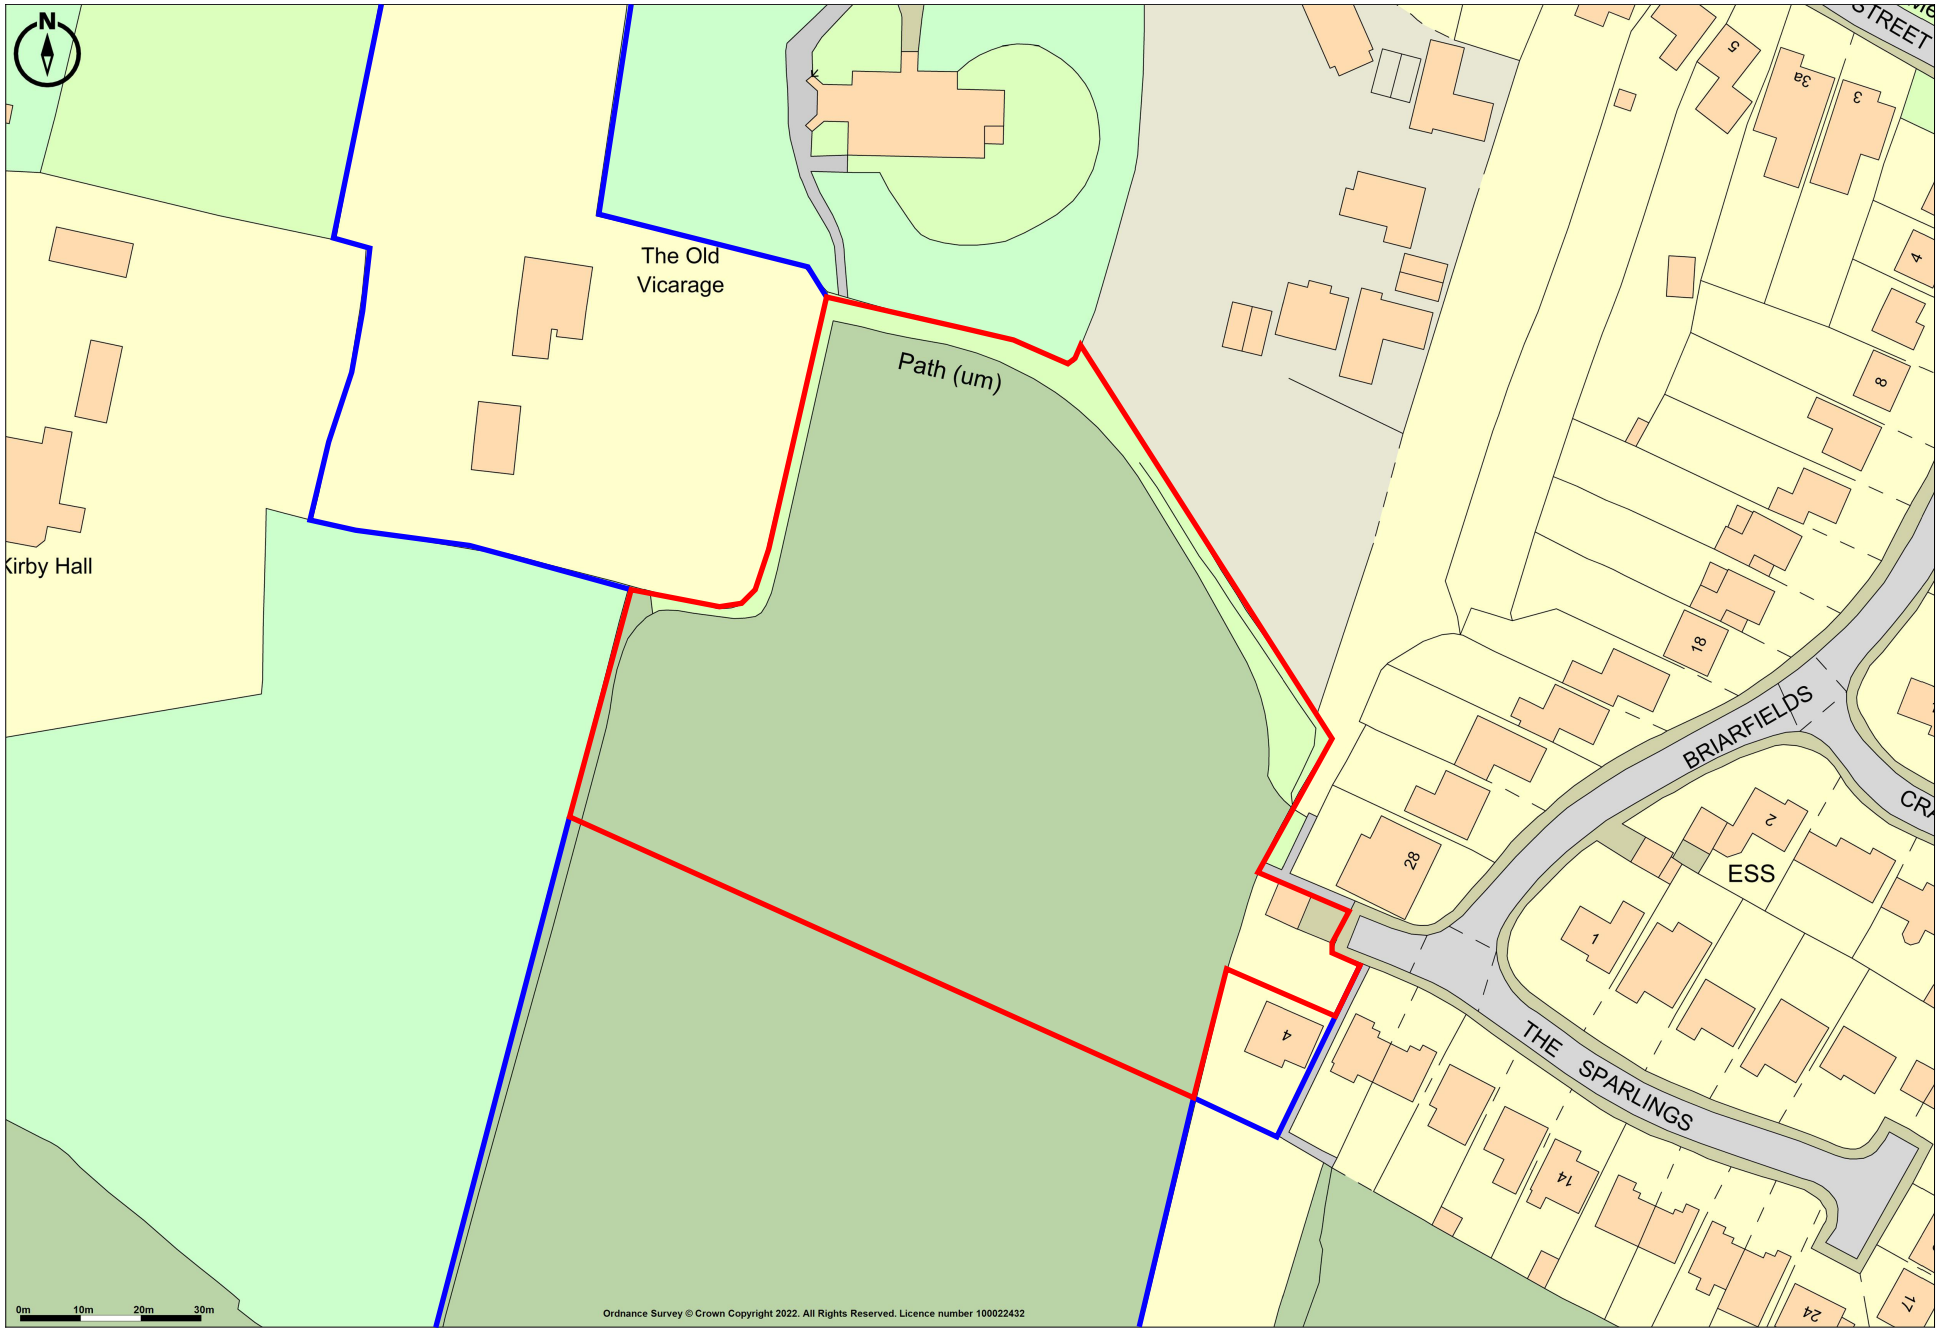 N
STREET
5
3a
3
The Old
Vicarage
4
Path (um)
8
Kirby Hall
18
BRIARFIELDS
CRA
2
28
ESS
1
4
THE SPARLINGS
14
0m 10m 20m 30m
Ordnance Survey © Crown Copyright 2022. All Rights Reserved. Licence number 100022432
24
17